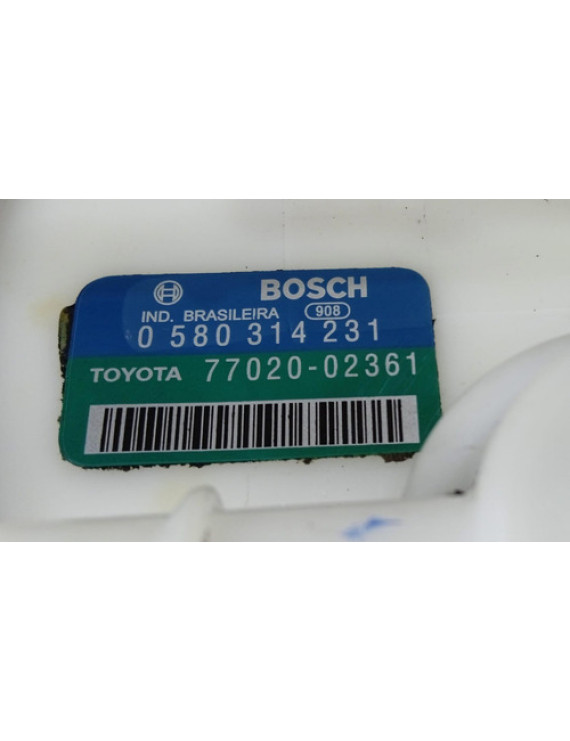 BOSCH
IND. BRASILEIRA 908
0 580 314 231
TOYOTA 77020-02361